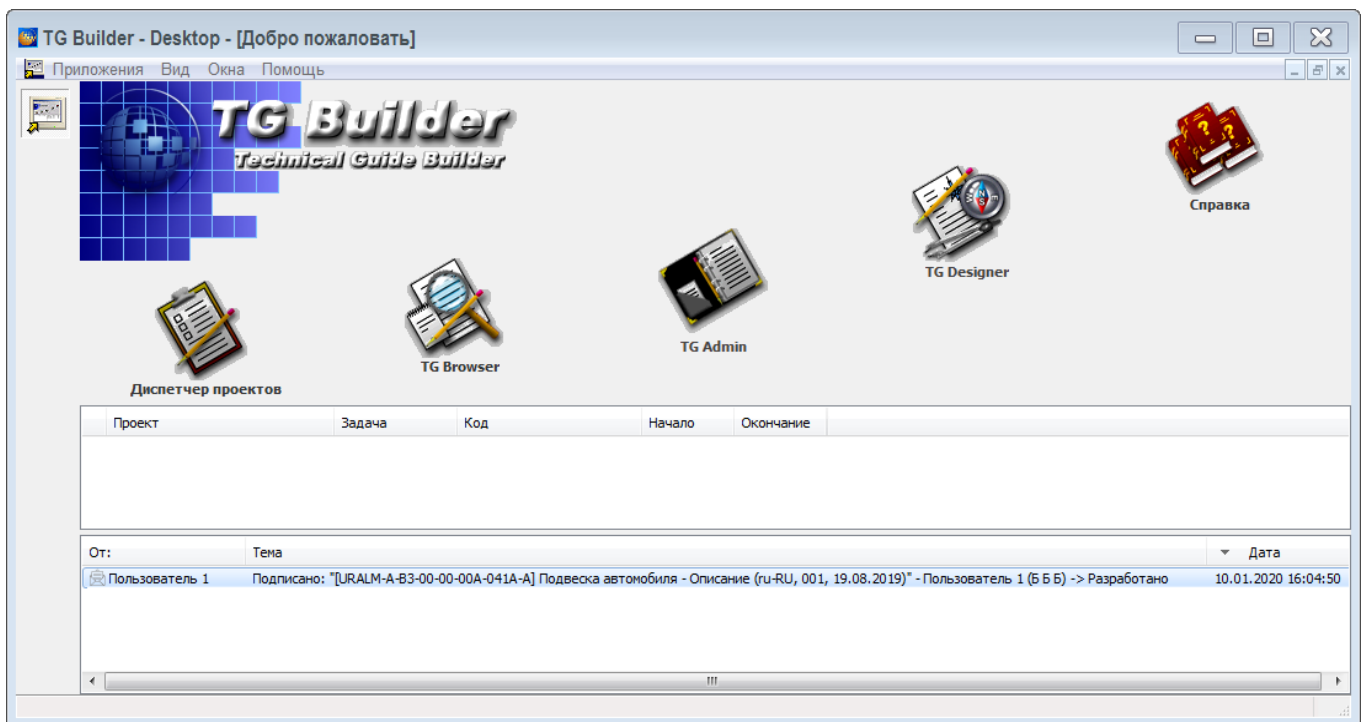 TG Builder - Desktop - [Добро пожаловать]
Приложения Вид Окна Помощь
TG Builder
Technical Guide Builder
Справка
TG Designer
TG Admin
TG Browser
Диспетчер проектов
Проект Задача Код Начало Окончание
От: Тема Дата
Пользователь 1 Подписано: "[URALM-A-B3-00-00-00A-041A-A] Подвеска автомобиля - Описание (ru-RU, 001, 19.08.2019)" - Пользователь 1 (Б Б Б) -> Разработано 10.01.2020 16:04:50